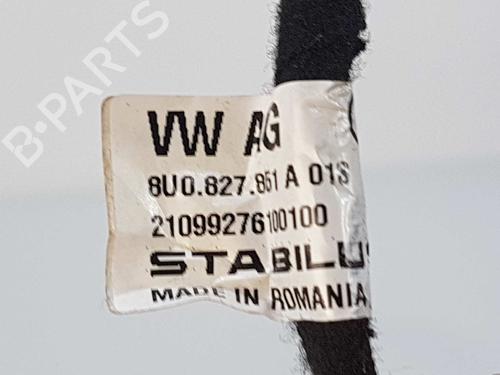 B-PARTS
VW AG
8U0.827.851 A 01S
21099276100100
STABILUS
MADE IN ROMANIA